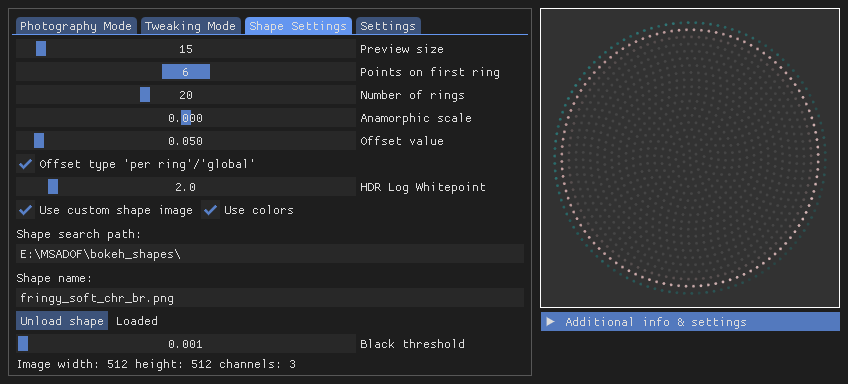 Photography Mode Tweaking Mode Shape Settings Settings
15 Preview size
6 Points on first ring
20 Number of rings
0.000 Anamorphic scale
0.050 Offset value
Offset type 'per ring'/'global'
2.0 HDR Log Whitepoint
Use custom shape image Use colors
Shape search path:
E:\MSADOF\bokeh_shapes\
Shape name:
fringy_soft_chr_br.png
Unload shape Loaded
0.001 Black threshold
Image width: 512 height: 512 channels: 3
Additional info & settings